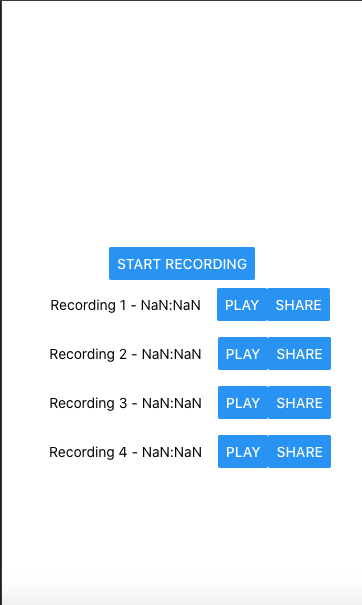 START RECORDING
Recording 1 - NaN:NaN PLAY SHARE
Recording 2 - NaN:NaN PLAY SHARE
Recording 3 - NaN:NaN PLAY SHARE
Recording 4 - NaN:NaN PLAY SHARE